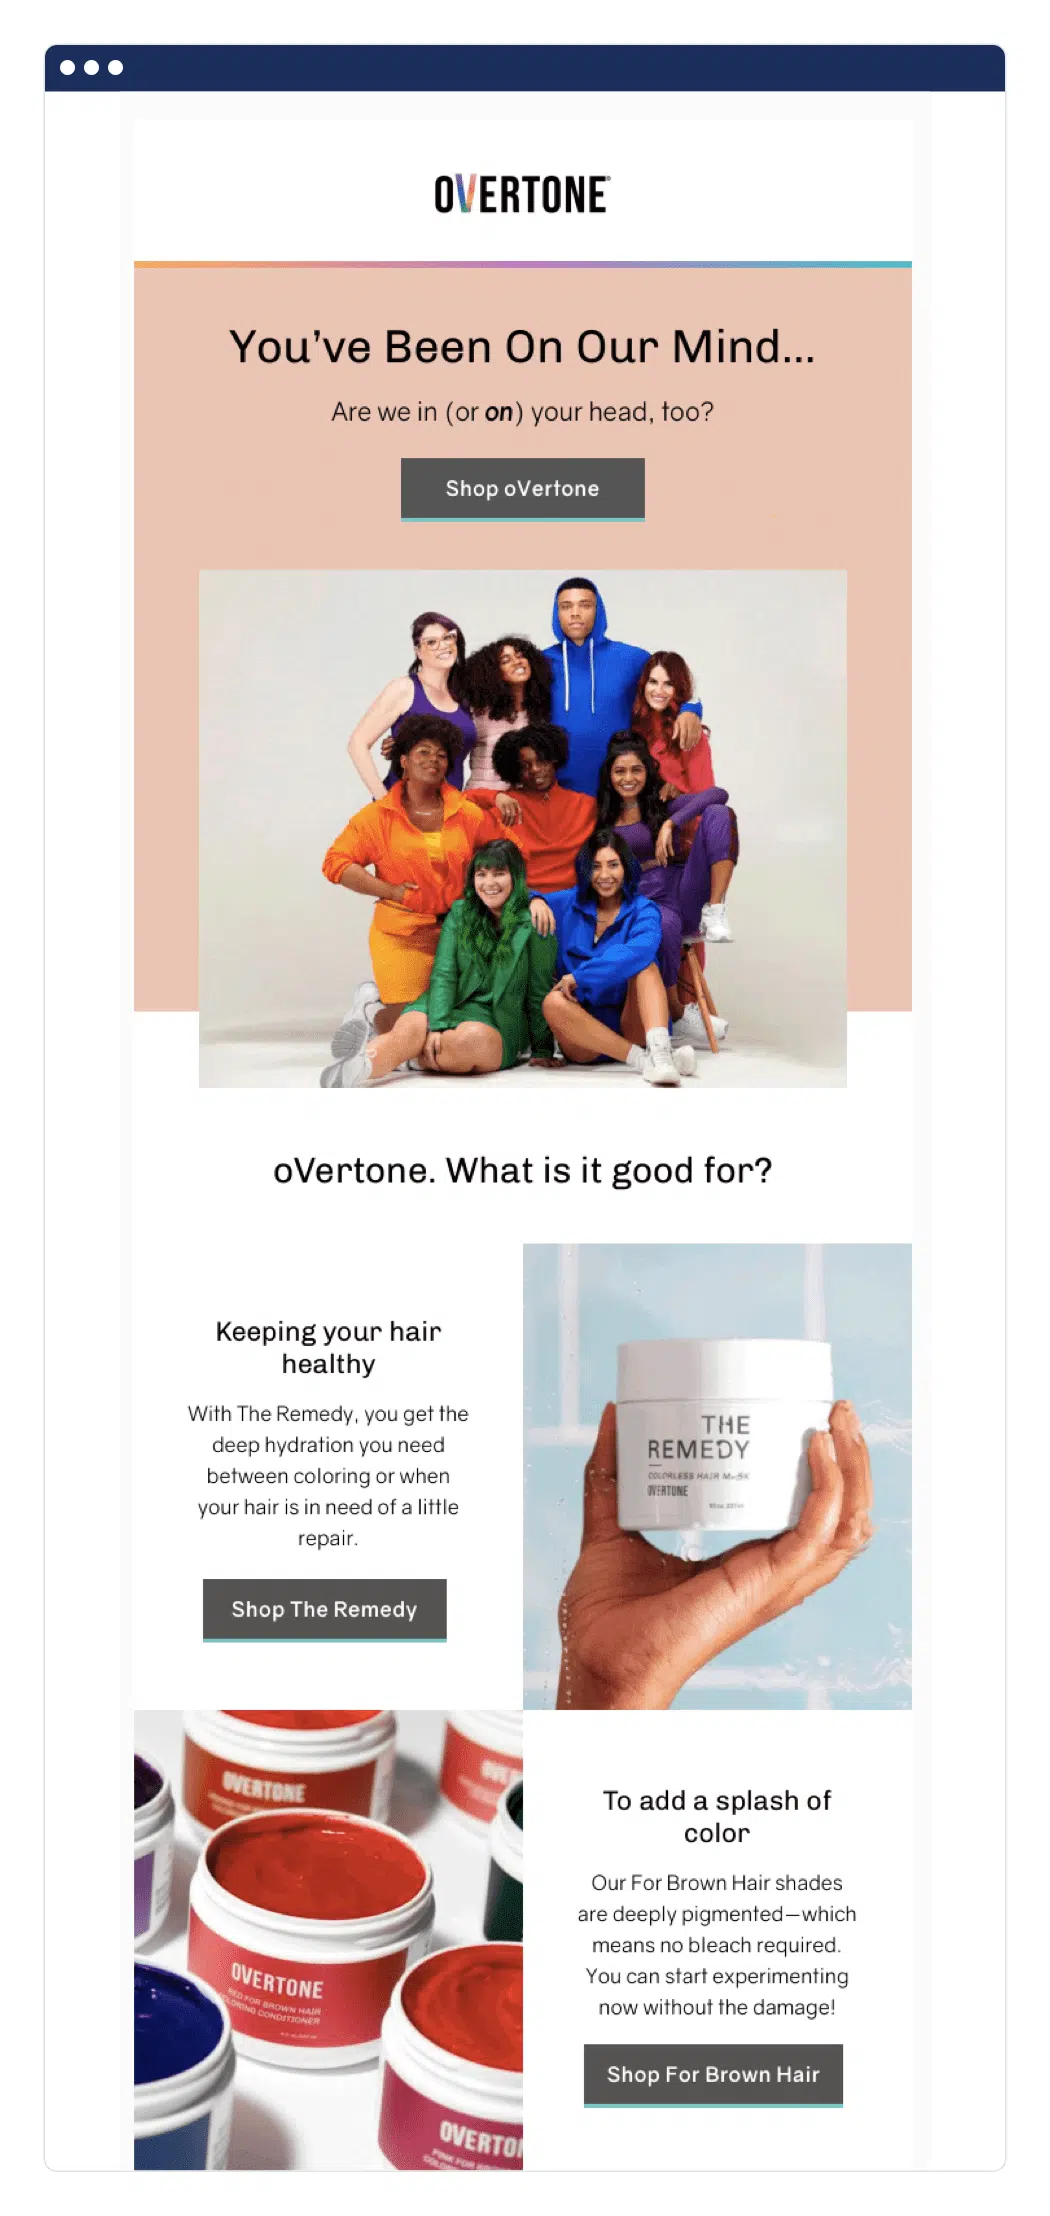 OVERTONE
You've Been On Our Mind...
Are we in (or on) your head, too?
Shop oVertone
oVertone. What is it good for?
Keeping your hair
healthy
With The Remedy, you get the
deep hydration you need
between coloring or when
your hair is in need of a little
repair.
Shop The Remedy
THE
REMEDY
COLORLESS HAIR MASK
OVERTONE
OVERTONE
OVERTONE
RED FOR BROWN HAIR
COLORING CONDITIONER
OVERTO
To add a splash of
color
Our For Brown Hair shades
are deeply pigmented—which
means no bleach required.
You can start experimenting
now without the damage!
Shop For Brown Hair